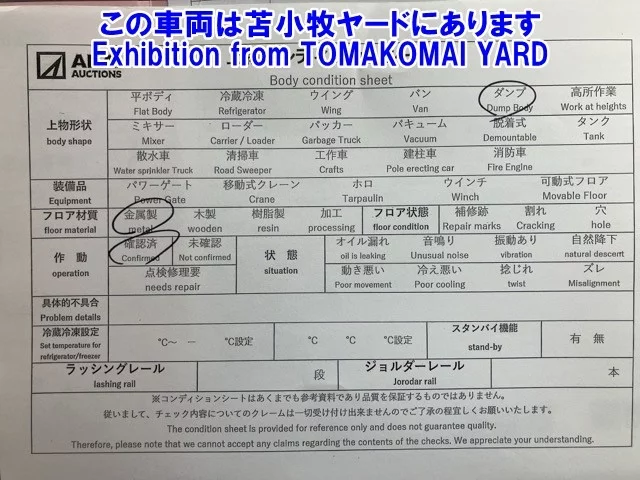 この車両は苫小牧ヤードにあります
Exhibition from TOMAKOMAI YARD
AUCTIONS
Body condition sheet
上物形状 body shape
平ボディ 冷蔵冷凍 ウイング バン ダンプ 高所作業
Flat Body Refrigerator Wing Van Dump Body Work at heights
ミキサー ローダー パッカー バキューム 脱着式 タンク
Mixer Carrier / Loader Garbage Truck Vacuum Demountable Tank
散水車 清掃車 工作車 建柱車 消防車
Water sprinkler Truck Road Sweeper Crafts Pole erecting car Fire Engine
装備品 パワーゲート 移動式クレーン ホロ ウインチ 可動式フロア
Equipment Power Gate Crane Tarpaulin Winch Movable Floor
フロア材質 金属製 木製 樹脂製 加工 フロア状態 補修跡 割れ 穴
floor material metal wooden resin processing floor condition Repair marks Cracking hole
作動 operation
確認済 未確認
Confirmed Not confirmed
点検修理要
needs repair
状態 situation
オイル漏れ 音鳴り 振動あり 自然降下
oil is leaking Unusual noise vibration natural descent
動き悪い 冷え悪い 捻じれ ズレ
Poor movement Poor cooling twist Misalignment
具体的不具合
Problem details
冷蔵冷凍設定
Set temperature for refrigerator/freezer
℃～ ー ℃設定 ℃ ℃ ℃設定
スタンバイ機能
stand-by
有 無
ラッシングレール 段 ジョルダーレール 本
lashing rail Jorodar rail
※コンディションシートはあくまでも参考資料であり品質を保証するものではありません。
従いまして、チェック内容についてのクレームは一切受け付け出来ませんのでご了承の程宜しくお願いいたします。
The condition sheet is provided for reference only and does not guarantee quality.
Therefore, please note that we cannot accept any claims regarding the contents of the checks. We appreciate your understanding.